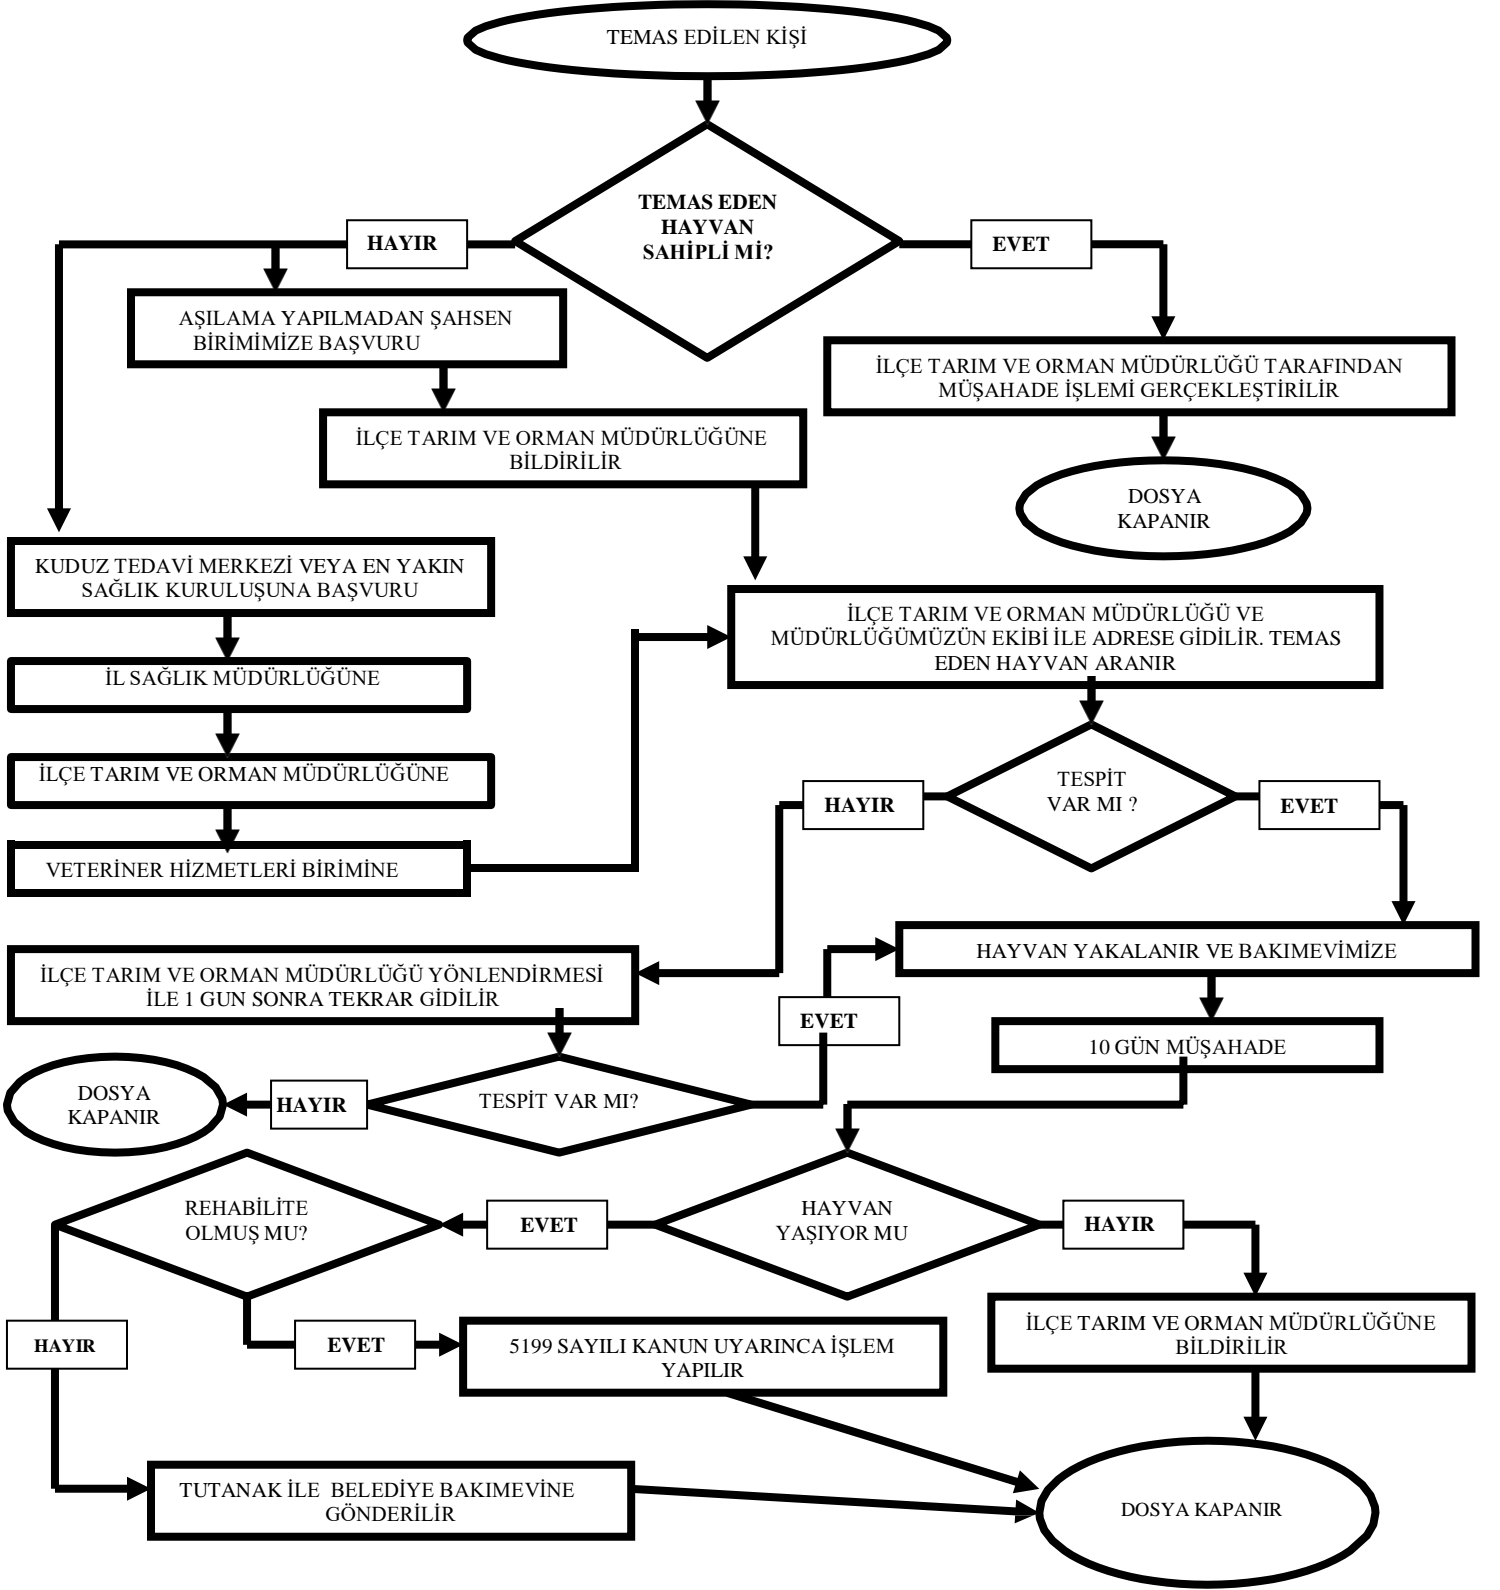 TEMAS EDİLEN KİŞİ
TEMAS EDEN
HAYVAN
SAHİPLİ Mİ?
HAYIR
EVET
AŞILAMA YAPILMADAN ŞAHSEN
BİRİMİMİZE BAŞVURU
İLÇE TARIM VE ORMAN MÜDÜRLÜĞÜ TARAFINDAN
MÜŞAHADE İŞLEMİ GERÇEKLEŞTİRİLİR
İLÇE TARIM VE ORMAN MÜDÜRLÜĞÜNE
BİLDİRİLİR
DOSYA
KAPANIR
KUDUZ TEDAVİ MERKEZİ VEYA EN YAKIN
SAĞLIK KURULUŞUNA BAŞVURU
İLÇE TARIM VE ORMAN MÜDÜRLÜĞÜ VE
MÜDÜRLÜĞÜMÜZÜN EKİBİ İLE ADRESE GİDİLİR. TEMAS
EDEN HAYVAN ARANIR
İL SAĞLIK MÜDÜRLÜĞÜNE
İLÇE TARIM VE ORMAN MÜDÜRLÜĞÜNE
VETERİNER HİZMETLERİ BİRİMİNE
TESPİT
VAR MI ?
HAYIR
EVET
HAYVAN YAKALANIR VE BAKIMEVİMİZE
İLÇE TARIM VE ORMAN MÜDÜRLÜĞÜ YÖNLENDİRMESİ
İLE 1 GUN SONRA TEKRAR GİDİLİR
EVET
10 GÜN MÜŞAHADE
DOSYA
KAPANIR
HAYIR
TESPİT VAR MI?
REHABİLİTE
OLMUŞ MU?
EVET
HAYVAN
YAŞIYOR MU
HAYIR
HAYIR
EVET
5199 SAYILI KANUN UYARINCA İŞLEM
YAPILIR
İLÇE TARIM VE ORMAN MÜDÜRLÜĞÜNE
BİLDİRİLİR
TUTANAK İLE  BELEDİYE BAKIMEVİNE
GÖNDERİLİR
DOSYA KAPANIR